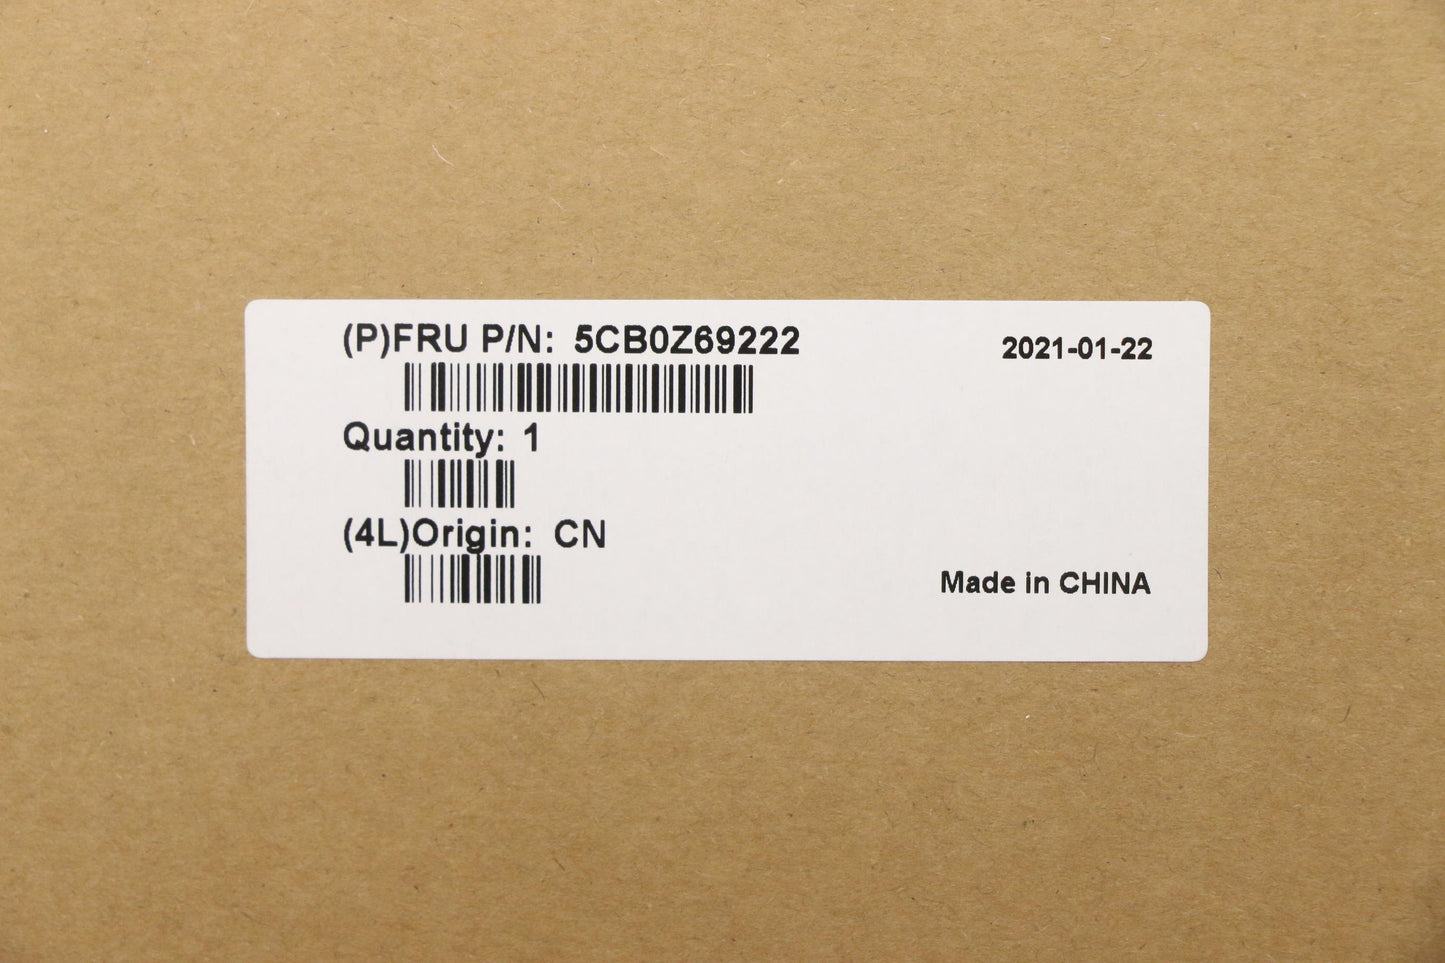 (P)FRU P/N: 5CB0Z69222
2021-01-22
Quantity: 1
(4L)Origin: CN
Made in CHINA